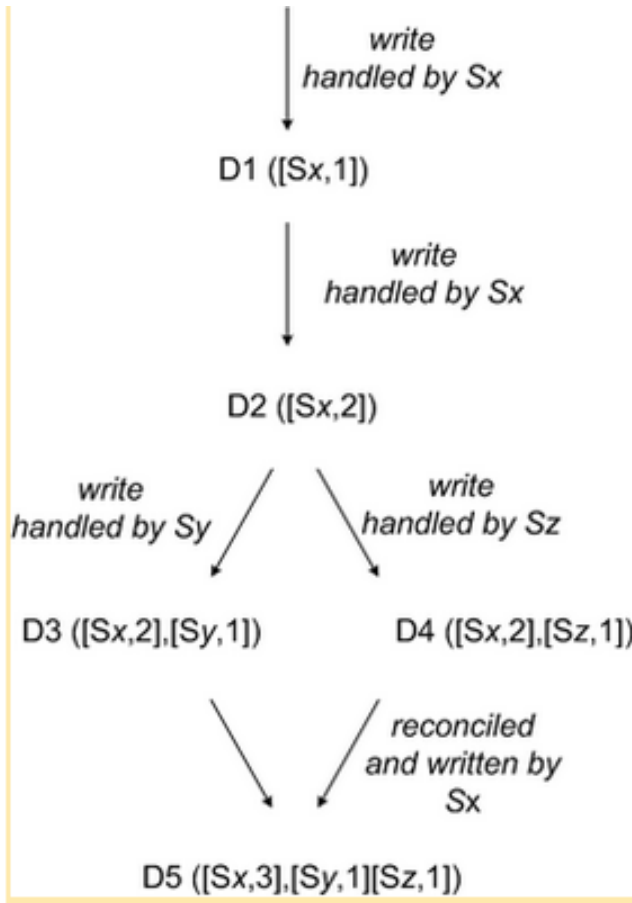 write
handled by Sx
D1 ([Sx,1])
write
handled by Sx
D2 ([Sx,2])
write
handled by Sy
write
handled by Sz
D3 ([Sx,2],[Sy,1])
D4 ([Sx,2],[Sz,1])
reconciled
and written by
Sx
D5 ([Sx,3],[Sy,1][Sz,1])